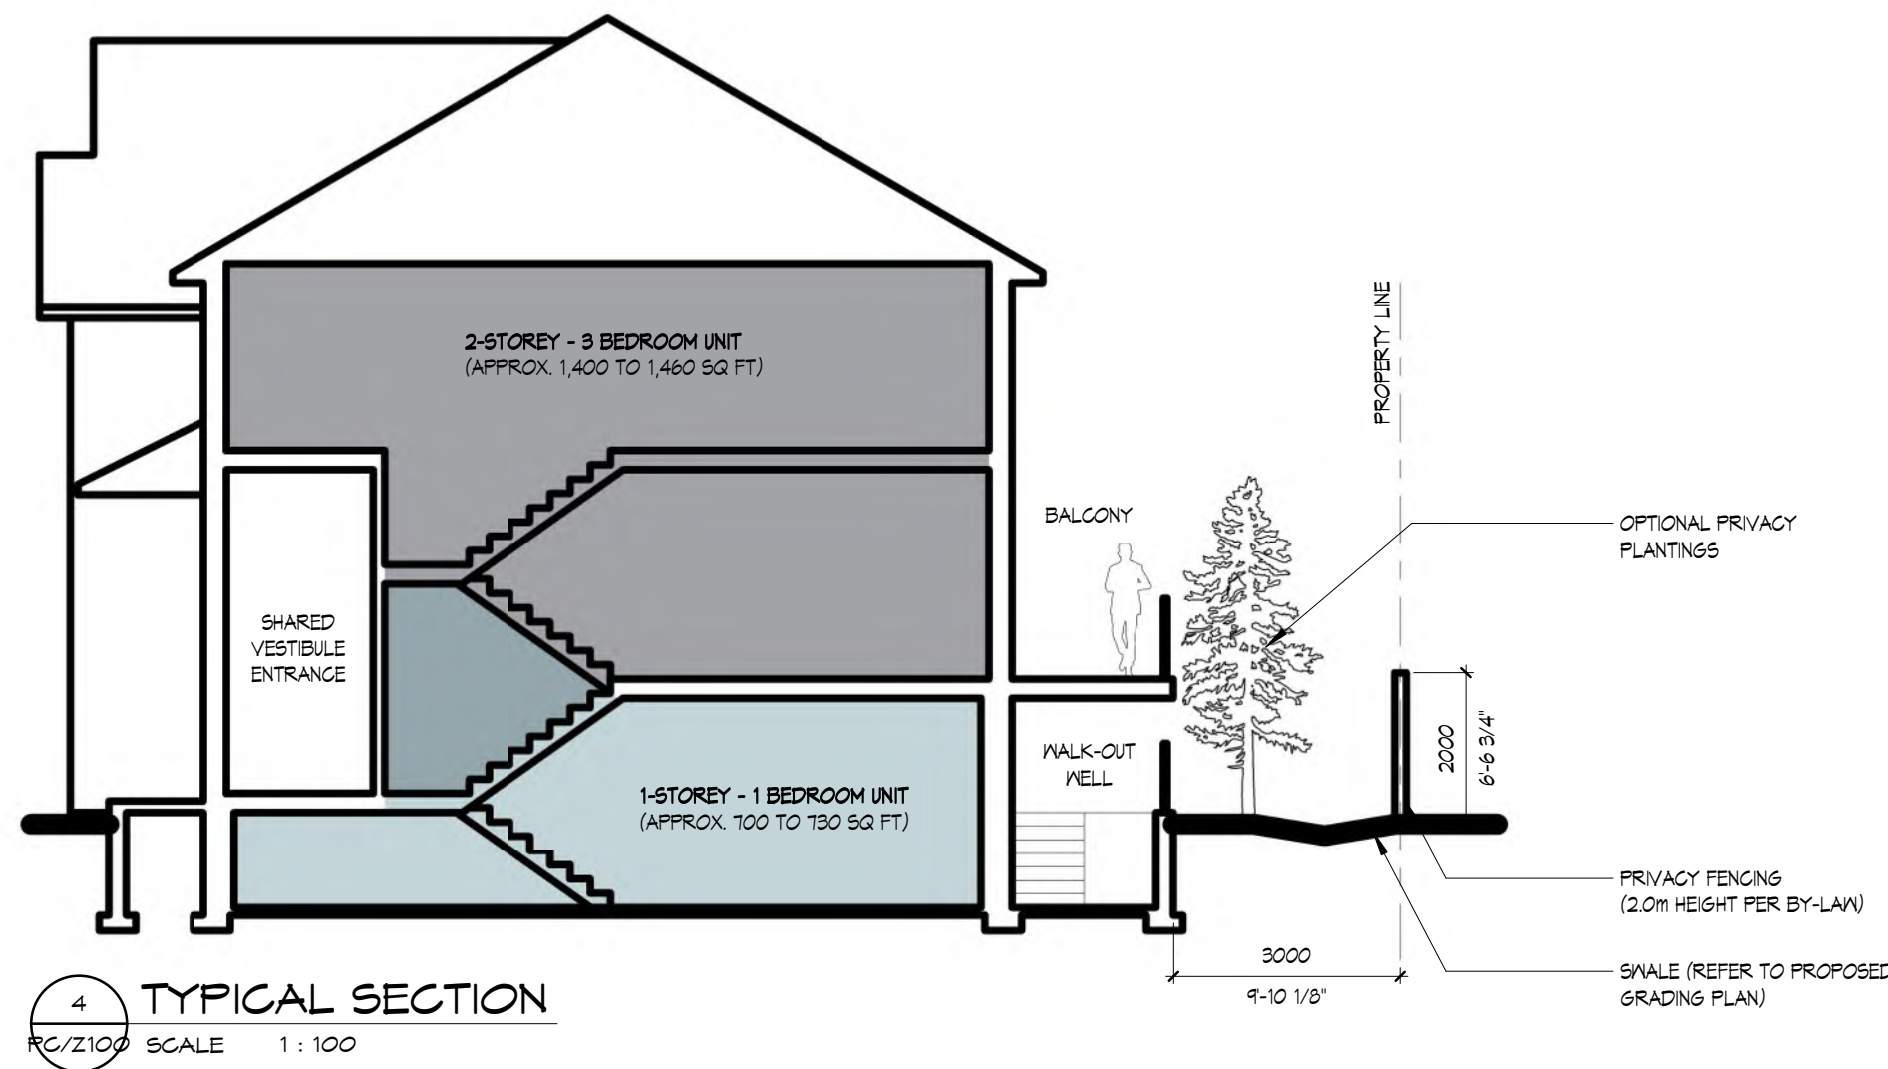 2-STOREY - 3 BEDROOM UNIT
(APPROX. 1,400 TO 1,460 SQ FT)
PROPERTY LINE
BALCONY
OPTIONAL PRIVACY
PLANTINGS
SHARED
VESTIBULE
ENTRANCE
WALK-OUT
WELL
2000
6'-6 3/4"
1-STOREY - 1 BEDROOM UNIT
(APPROX. 700 TO 730 SQ FT)
PRIVACY FENCING
(2.0m HEIGHT PER BY-LAW)
3000
9'-10 1/8"
SWALE (REFER TO PROPOSED
GRADING PLAN)
4
PC/Z100
TYPICAL SECTION
SCALE 1 : 100